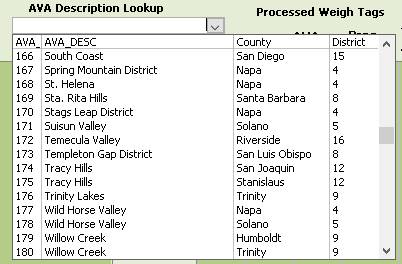 AVA Description Lookup
Processed Weigh Tags
AVA_ AVA_DESC County District
166 South Coast San Diego 15
167 Spring Mountain District Napa 4
168 St. Helena Napa 4
169 Sta. Rita Hills Santa Barbara 8
170 Stags Leap District Napa 4
171 Suisun Valley Solano 5
172 Temecula Valley Riverside 16
173 Templeton Gap District San Luis Obispo 8
174 Tracy Hills San Joaquin 12
175 Tracy Hills Stanislaus 12
176 Trinity Lakes Trinity 9
177 Wild Horse Valley Napa 4
178 Wild Horse Valley Solano 5
179 Willow Creek Humboldt 9
180 Willow Creek Trinity 9